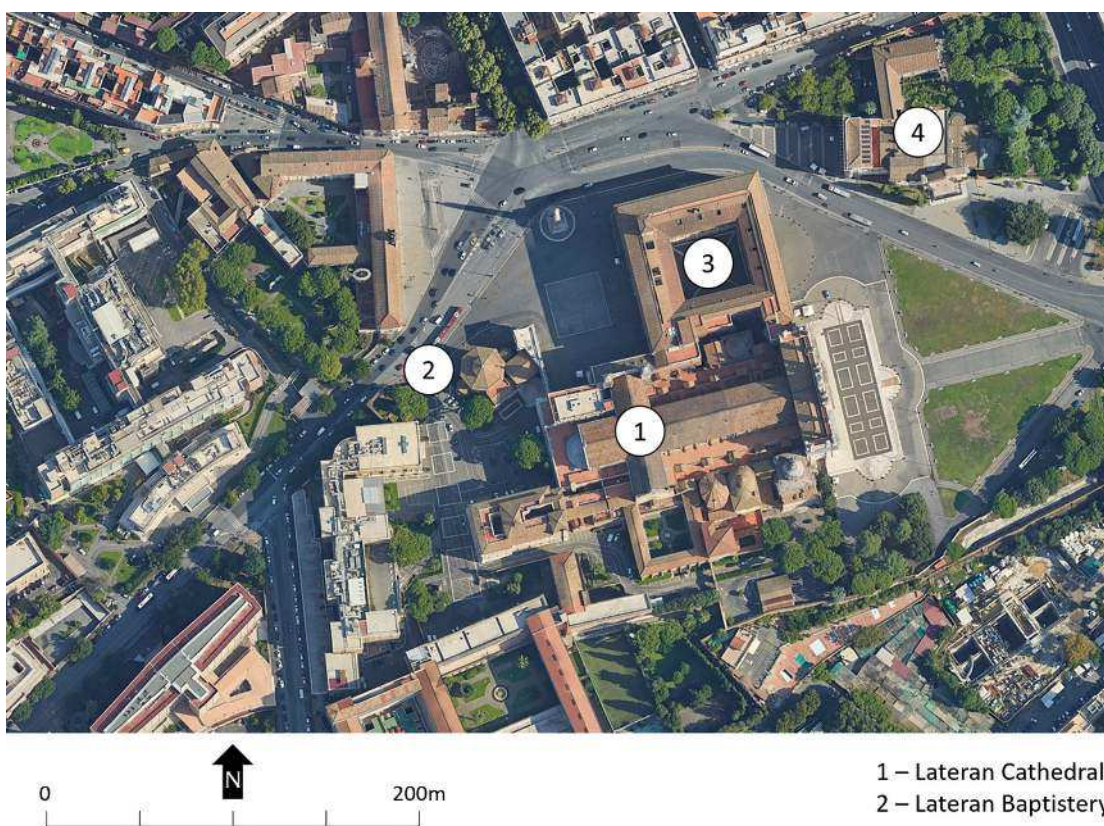 4
3
2
1
N
0 200m
1 – Lateran Cathedral
2 – Lateran Baptistery